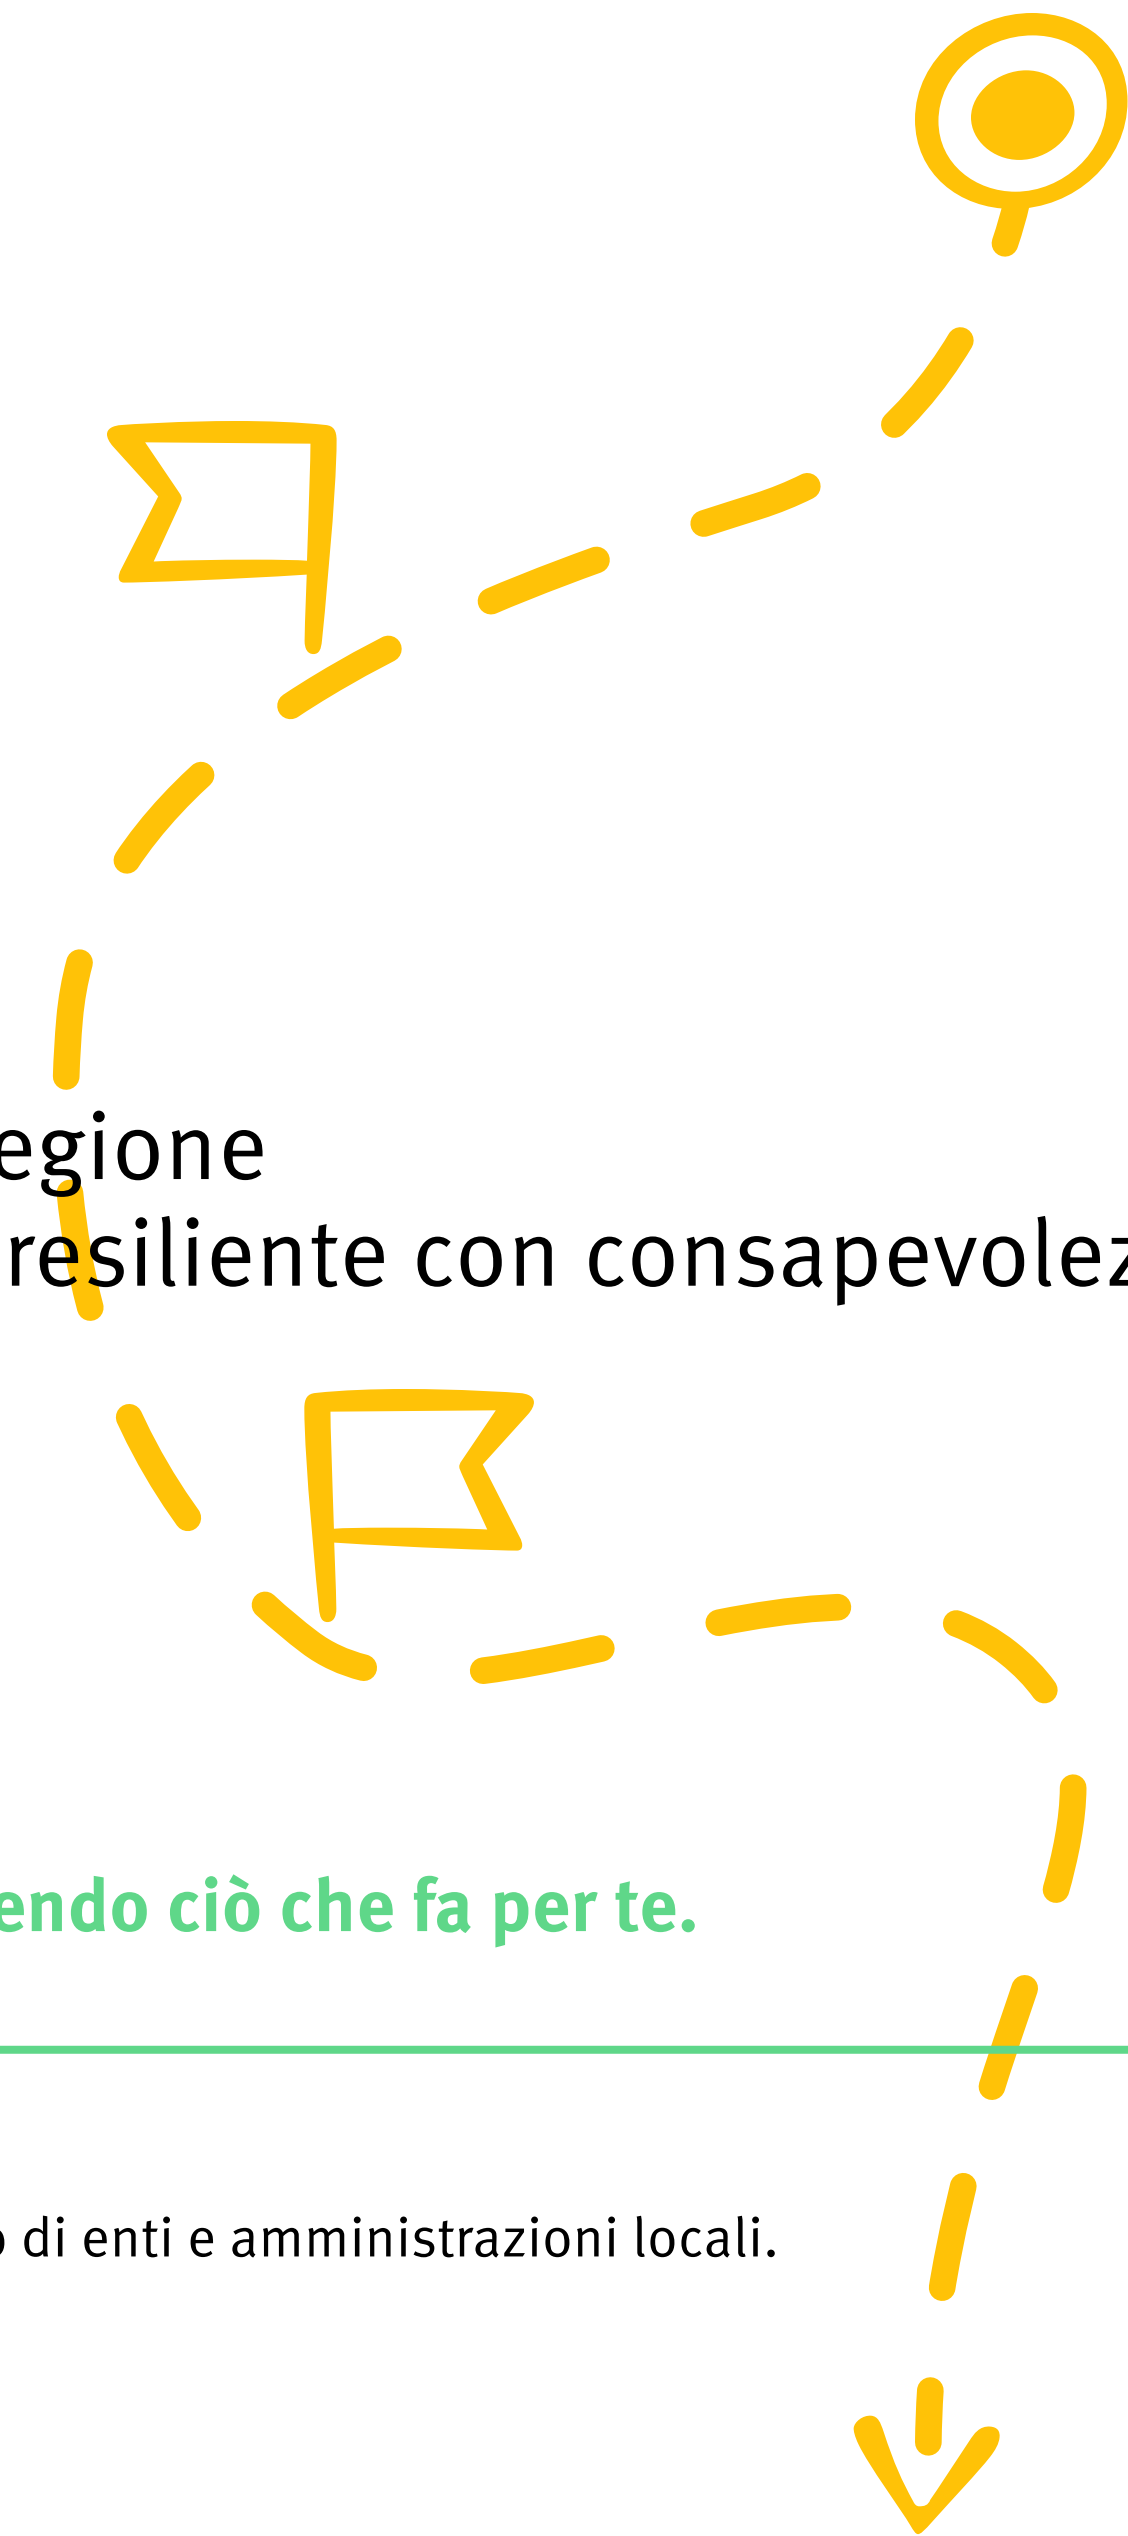 egione
resiliente con consapevolez
endo ciò che fa per te.
o di enti e amministrazioni locali.